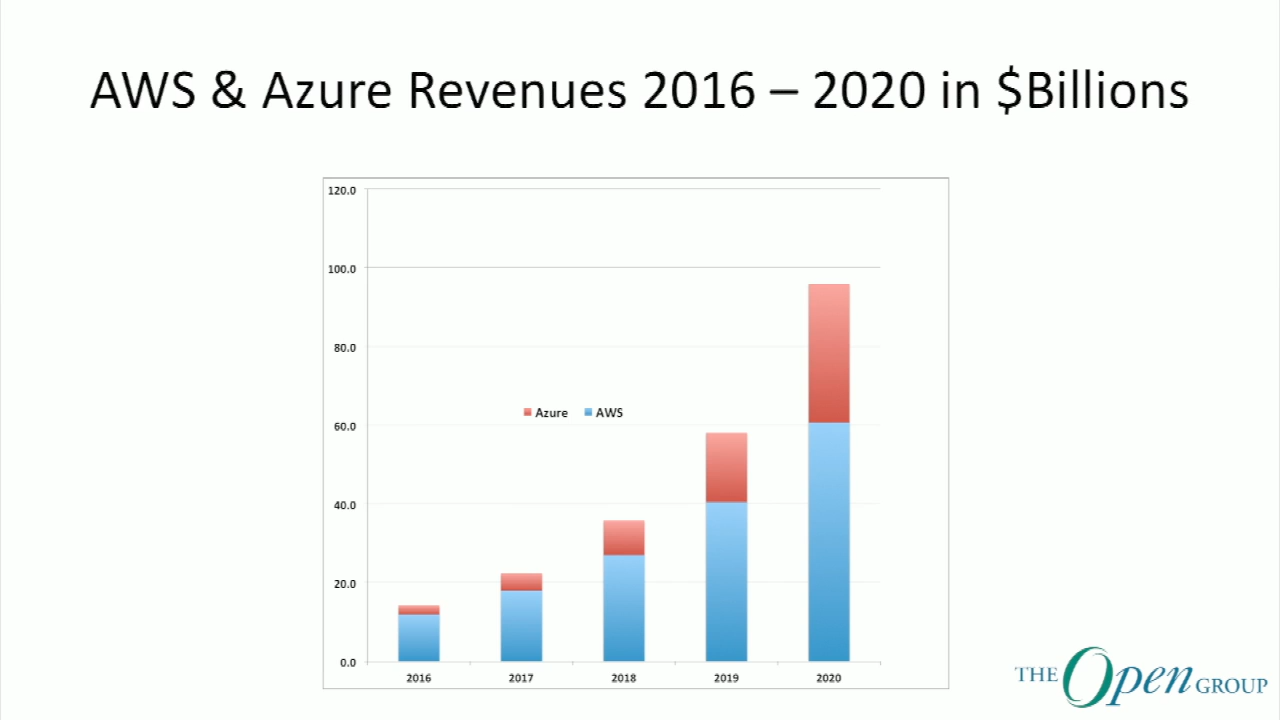 AWS & Azure Revenues 2016 – 2020 in $Billions
120.0
100.0
80.0
60.0
40.0
20.0
0.0
Azure AWS
2016 2017 2018 2019 2020
THE Open GROUP